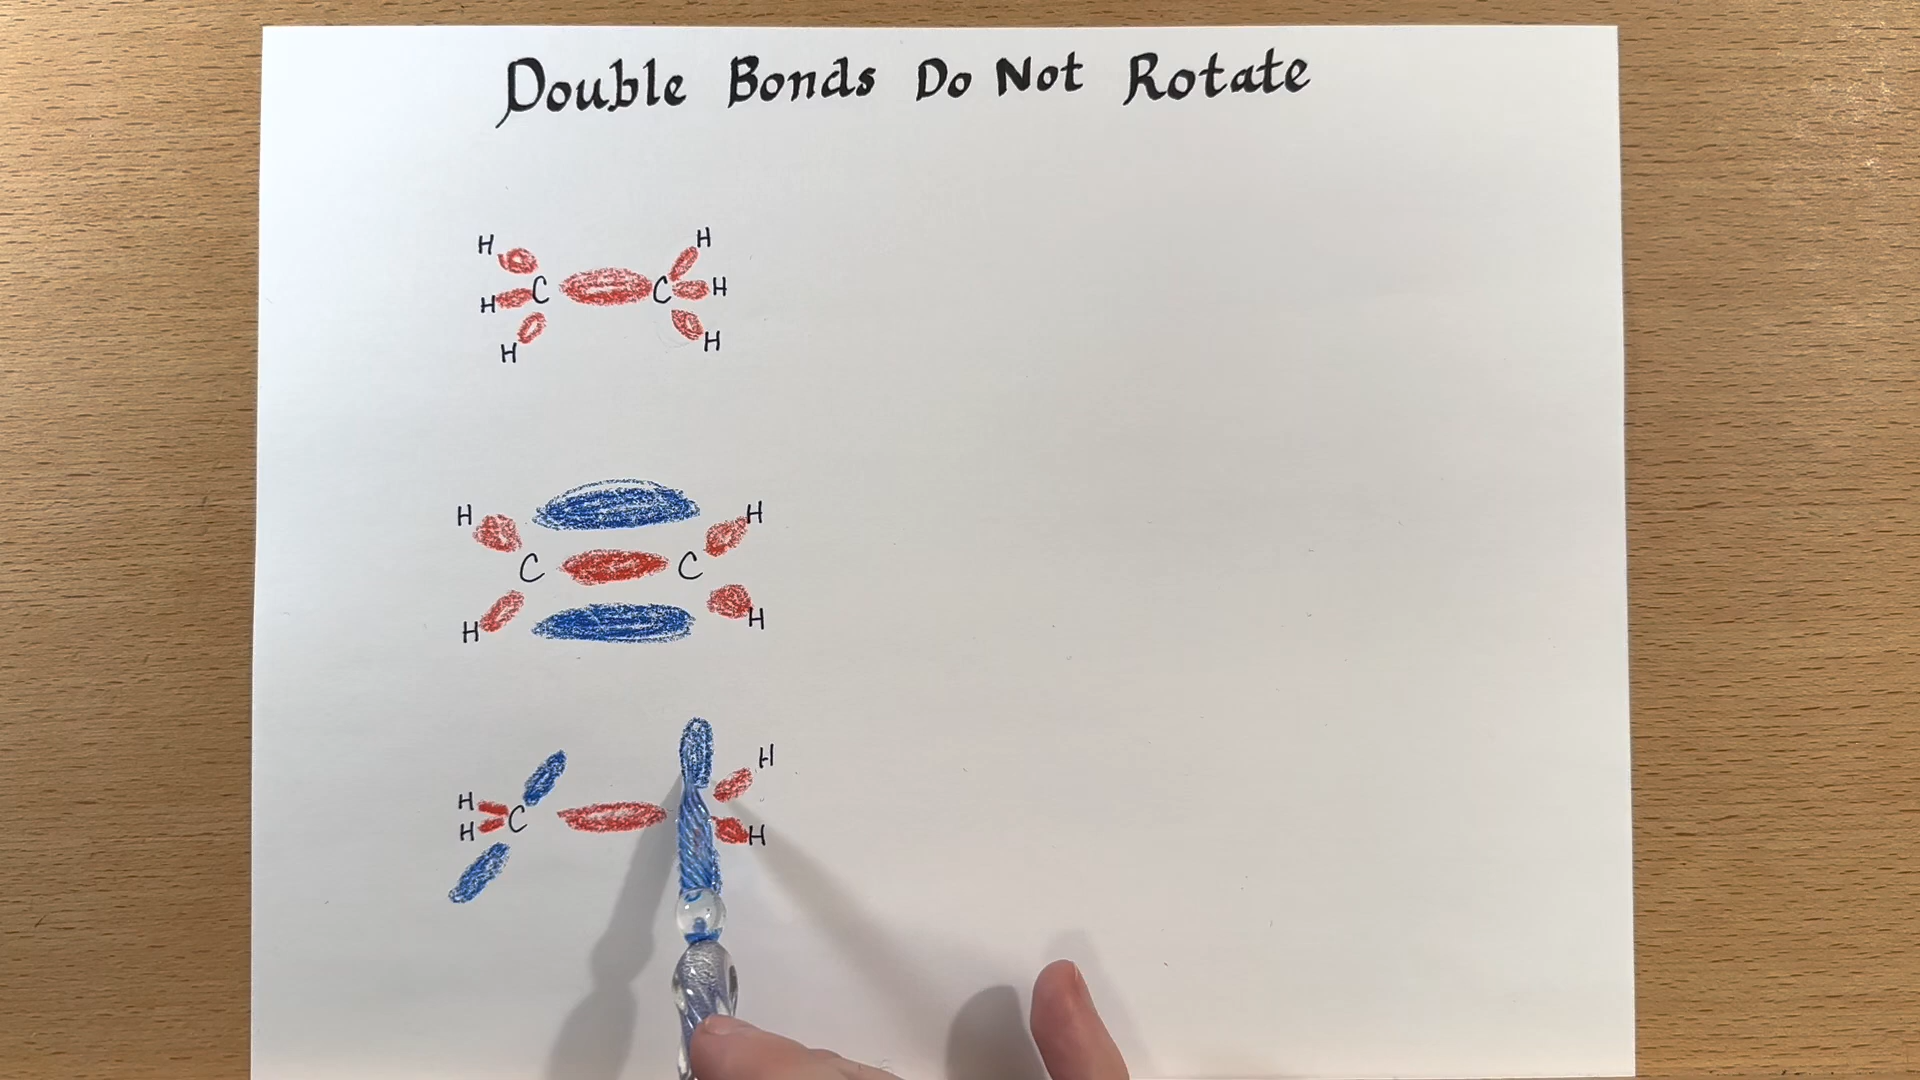 Double Bonds Do Not Rotate
H H
H C C H
H H
H H
C C
H H
H H
H C
H H